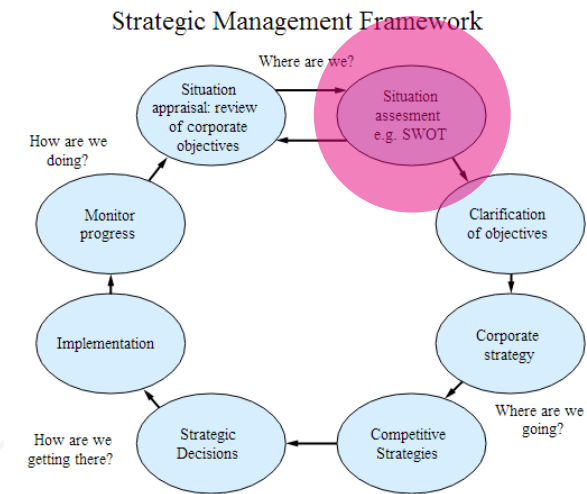 Strategic Management Framework
Where are we?
Situation
appraisal: review
of corporate
objectives
Situation
assesment
e.g. SWOT
How are we
doing?
Monitor
progress
Clarification
of objectives
Implementation
Corporate
strategy
Where are we
going?
How are we
getting there?
Strategic
Decisions
Competitive
Strategies